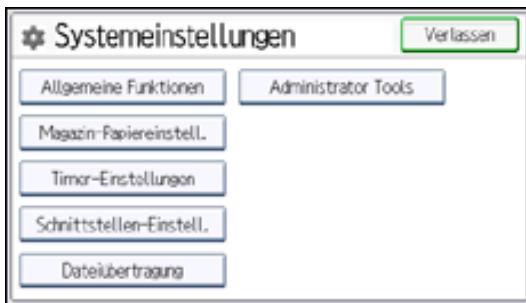 Systemeinstellungen
Verlassen
Allgemeine Funktionen
Administrator Tools
Magazin-Papiereinstell.
Timer-Einstellungen
Schnittstellen-Einstell.
Dateiübertragung